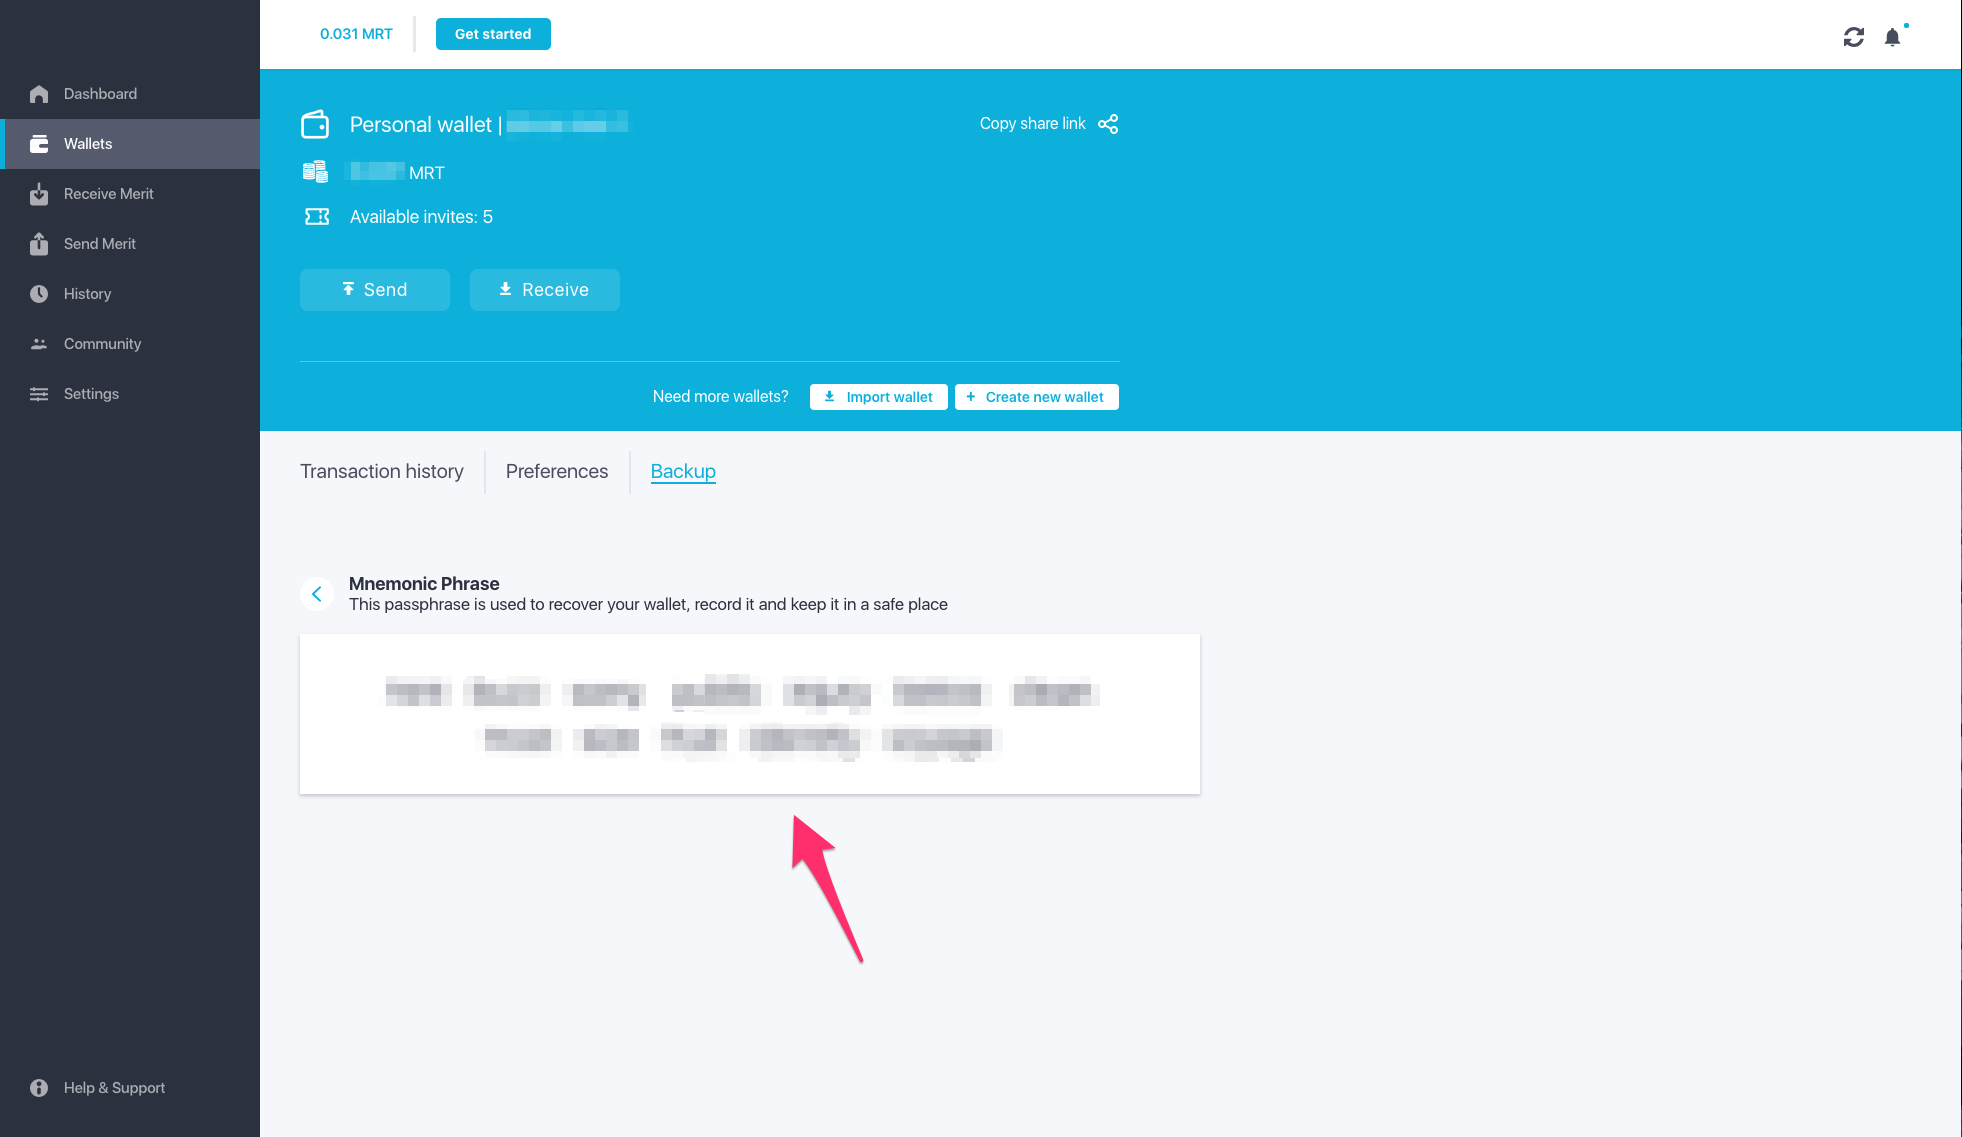 0.031 MRT
Get started
Dashboard
Wallets
Receive Merit
Send Merit
History
Community
Settings
Help & Support
Personal wallet |
Copy share link
MRT
Available invites: 5
Send
Receive
Need more wallets?
Import wallet
+ Create new wallet
Transaction history
Preferences
Backup
Mnemonic Phrase
This passphrase is used to recover your wallet, record it and keep it in a safe place